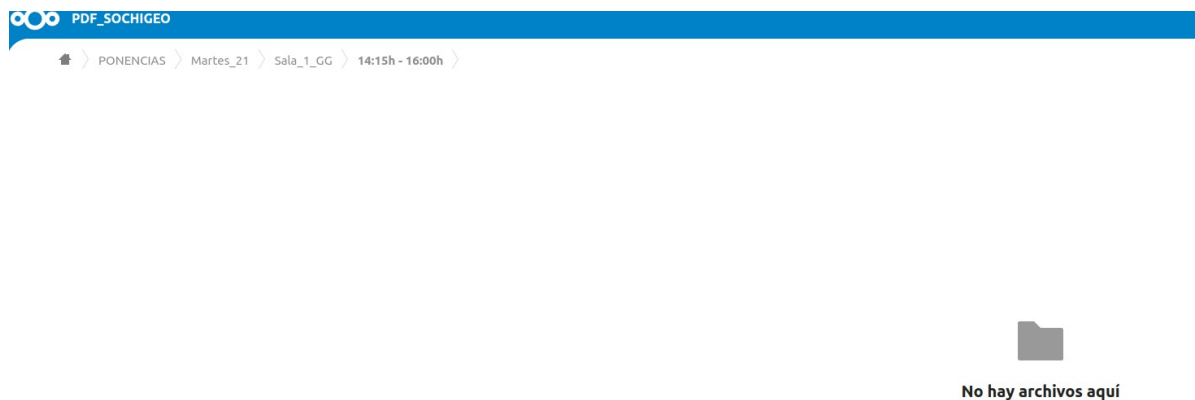 PDF_SOCHIGEO
PONENCIAS Martes_21 Sala_1_GG 14:15h - 16:00h
No hay archivos aquí